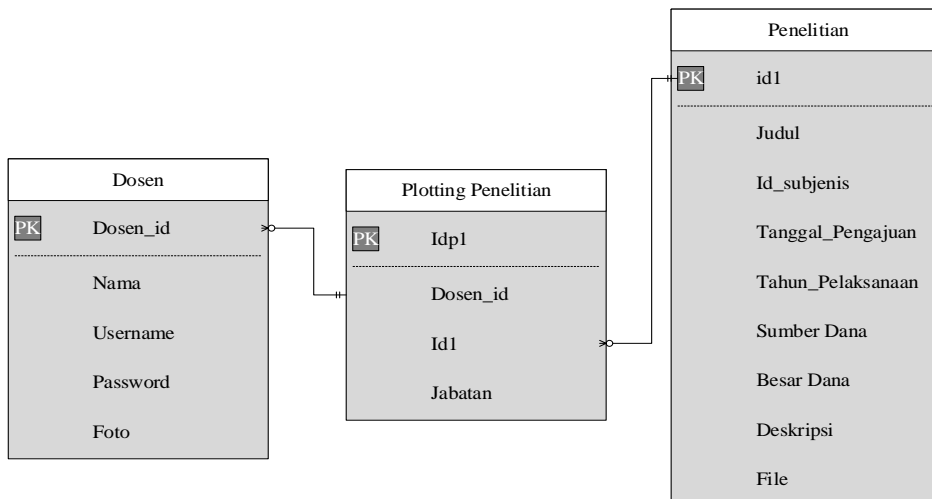 Dosen
PK Dosen_id
Nama
Username
Password
Foto
Plotting Penelitian
PK Idp1
Dosen_id
Id1
Jabatan
Penelitian
PK id1
Judul
Id_subjenis
Tanggal_Pengajuan
Tahun_Pelaksanaan
Sumber Dana
Besar Dana
Deskripsi
File